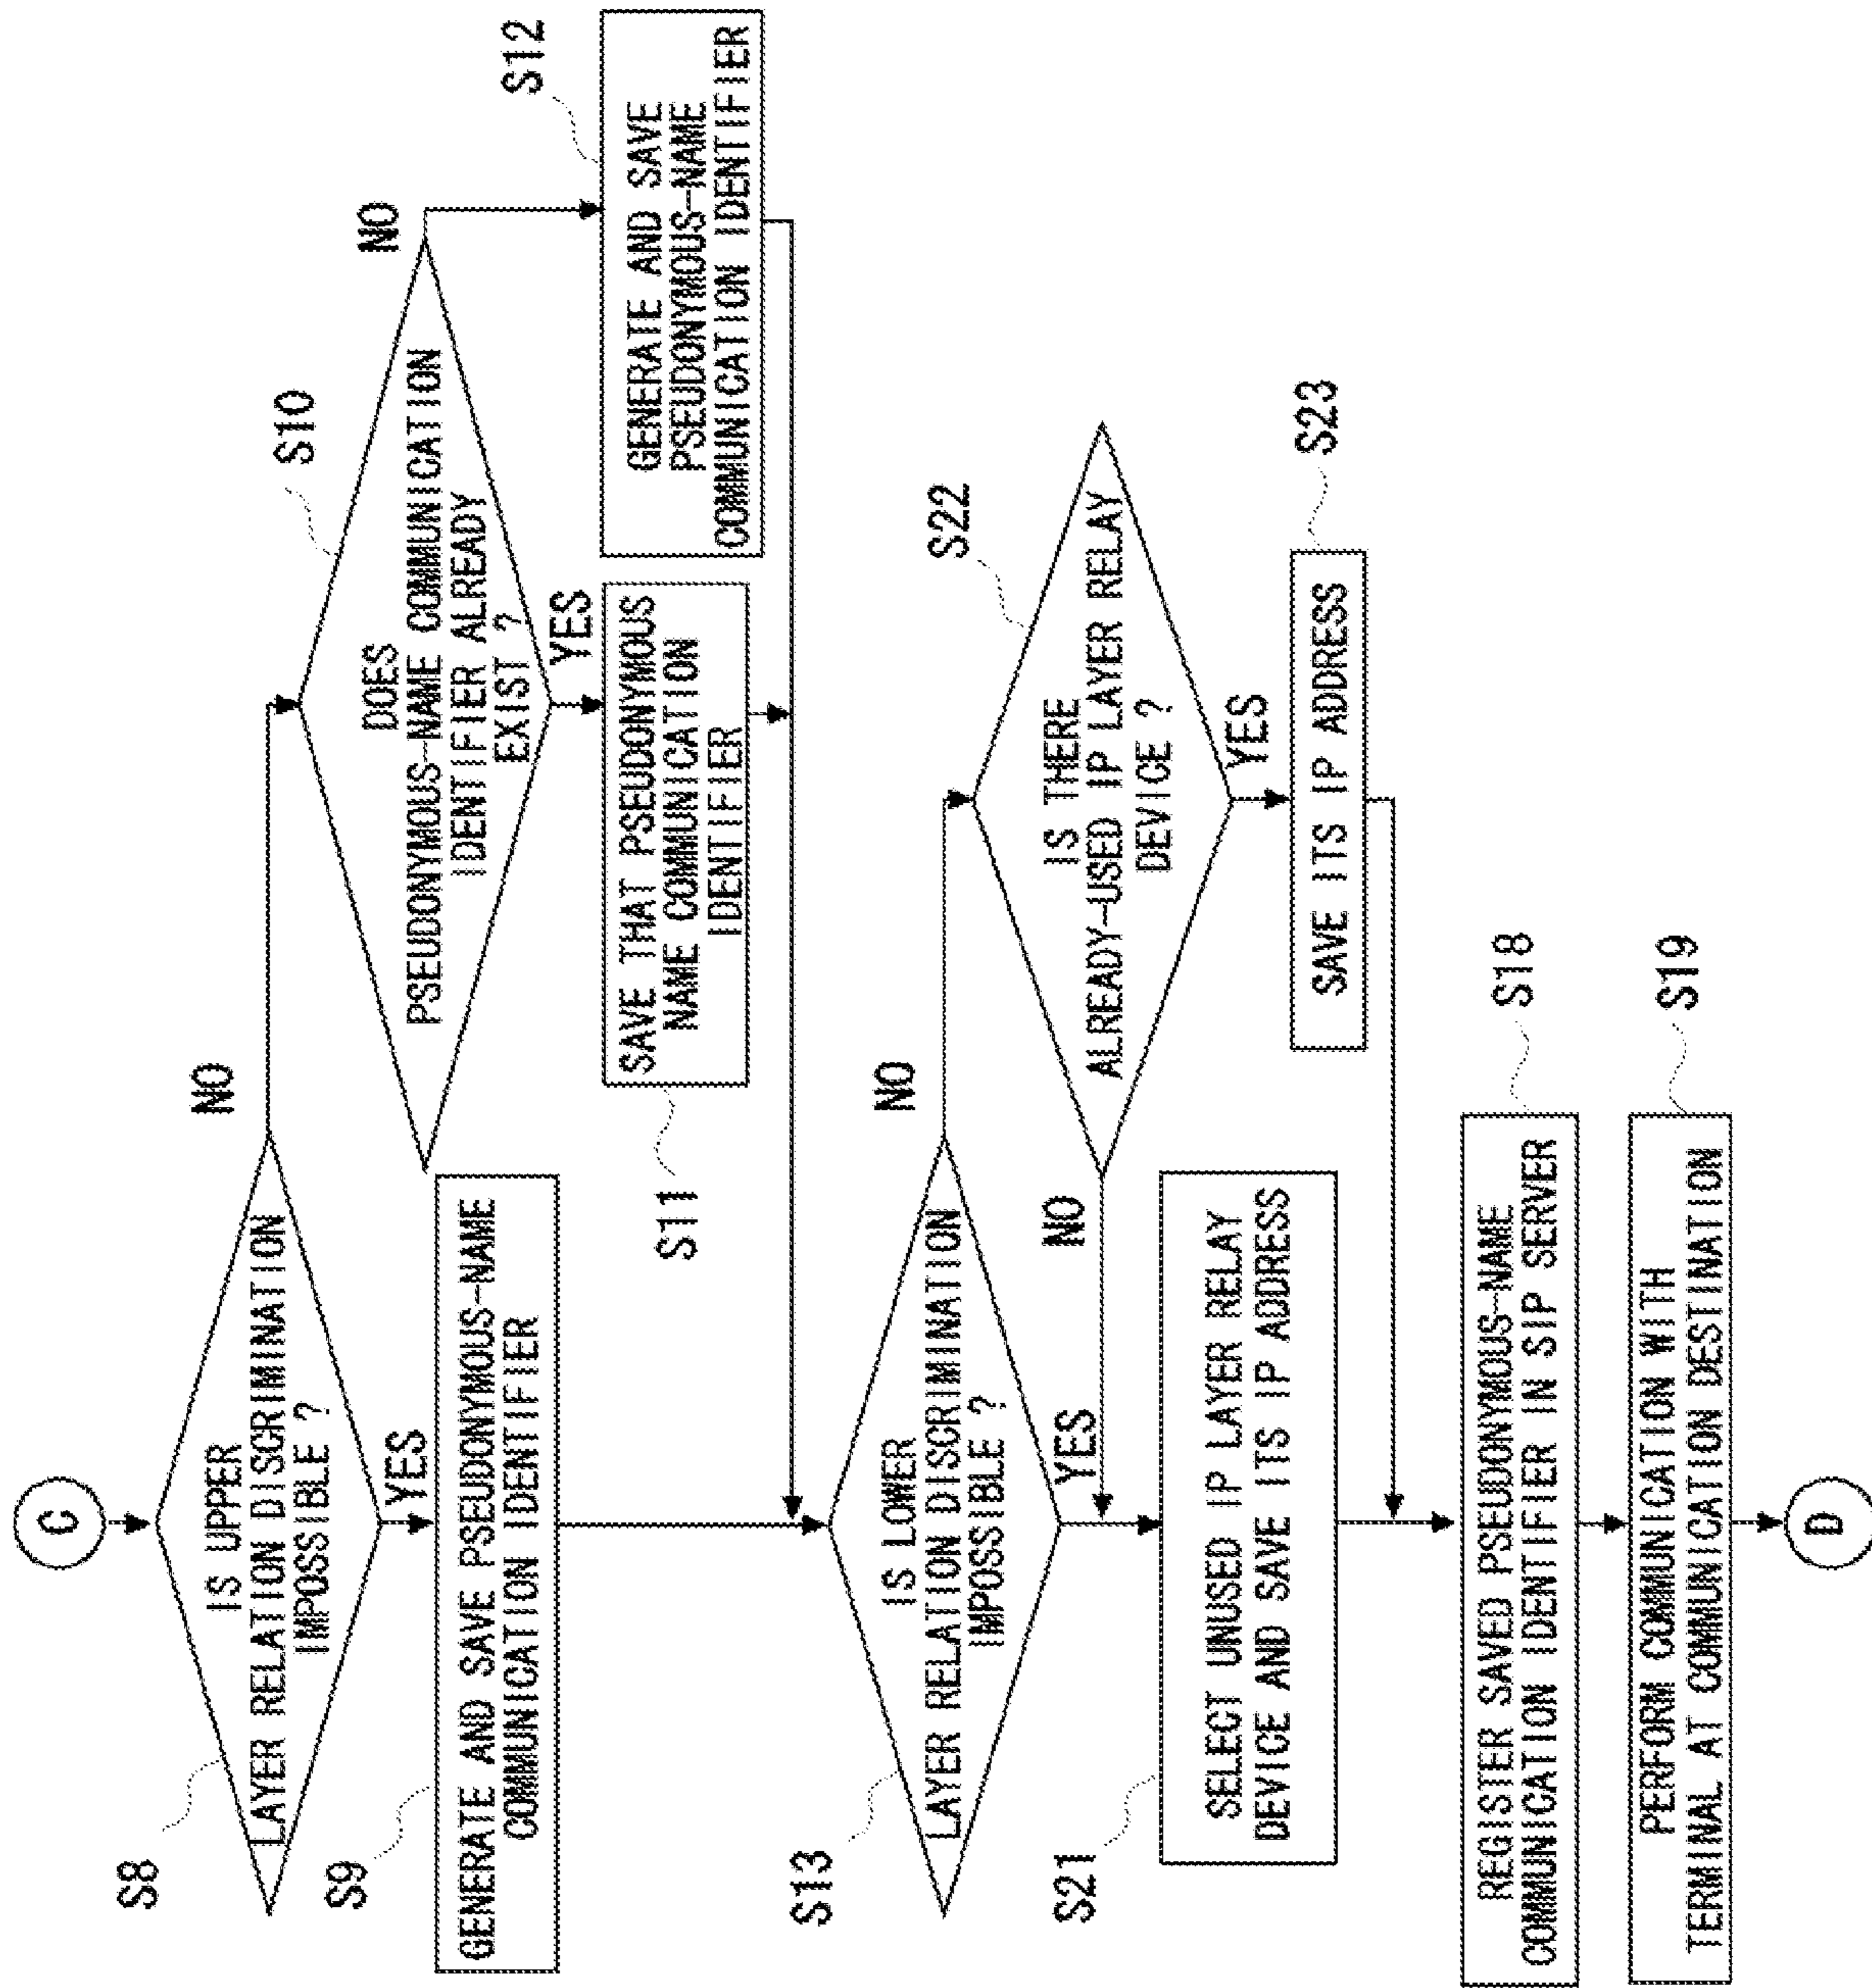 C
S8
IS UPPER
LAYER RELATION DISCRIMINATION
IMPOSSIBLE ?
NO
YES
S9
GENERATE AND SAVE PSEUDONYMOUS-NAME
COMMUNICATION IDENTIFIER
S10
DOES
PSEUDONYMOUS-NAME COMMUNICATION
IDENTIFIER ALREADY
EXIST ?
NO
YES
S11
SAVE THAT PSEUDONYMOUS
NAME COMMUNICATION
IDENTIFIER
S12
GENERATE AND SAVE
PSEUDONYMOUS-NAME
COMMUNICATION IDENTIFIER
S13
IS LOWER
LAYER RELATION DISCRIMINATION
IMPOSSIBLE ?
NO
YES
S22
IS THERE
ALREADY-USED IP LAYER RELAY
DEVICE ?
NO
YES
S21
SELECT UNUSED IP LAYER RELAY
DEVICE AND SAVE ITS IP ADDRESS
S23
SAVE ITS IP ADDRESS
S18
REGISTER SAVED PSEUDONYMOUS-NAME
COMMUNICATION IDENTIFIER IN SIP SERVER
S19
PERFORM COMMUNICATION WITH
TERMINAL AT COMMUNICATION DESTINATION
D